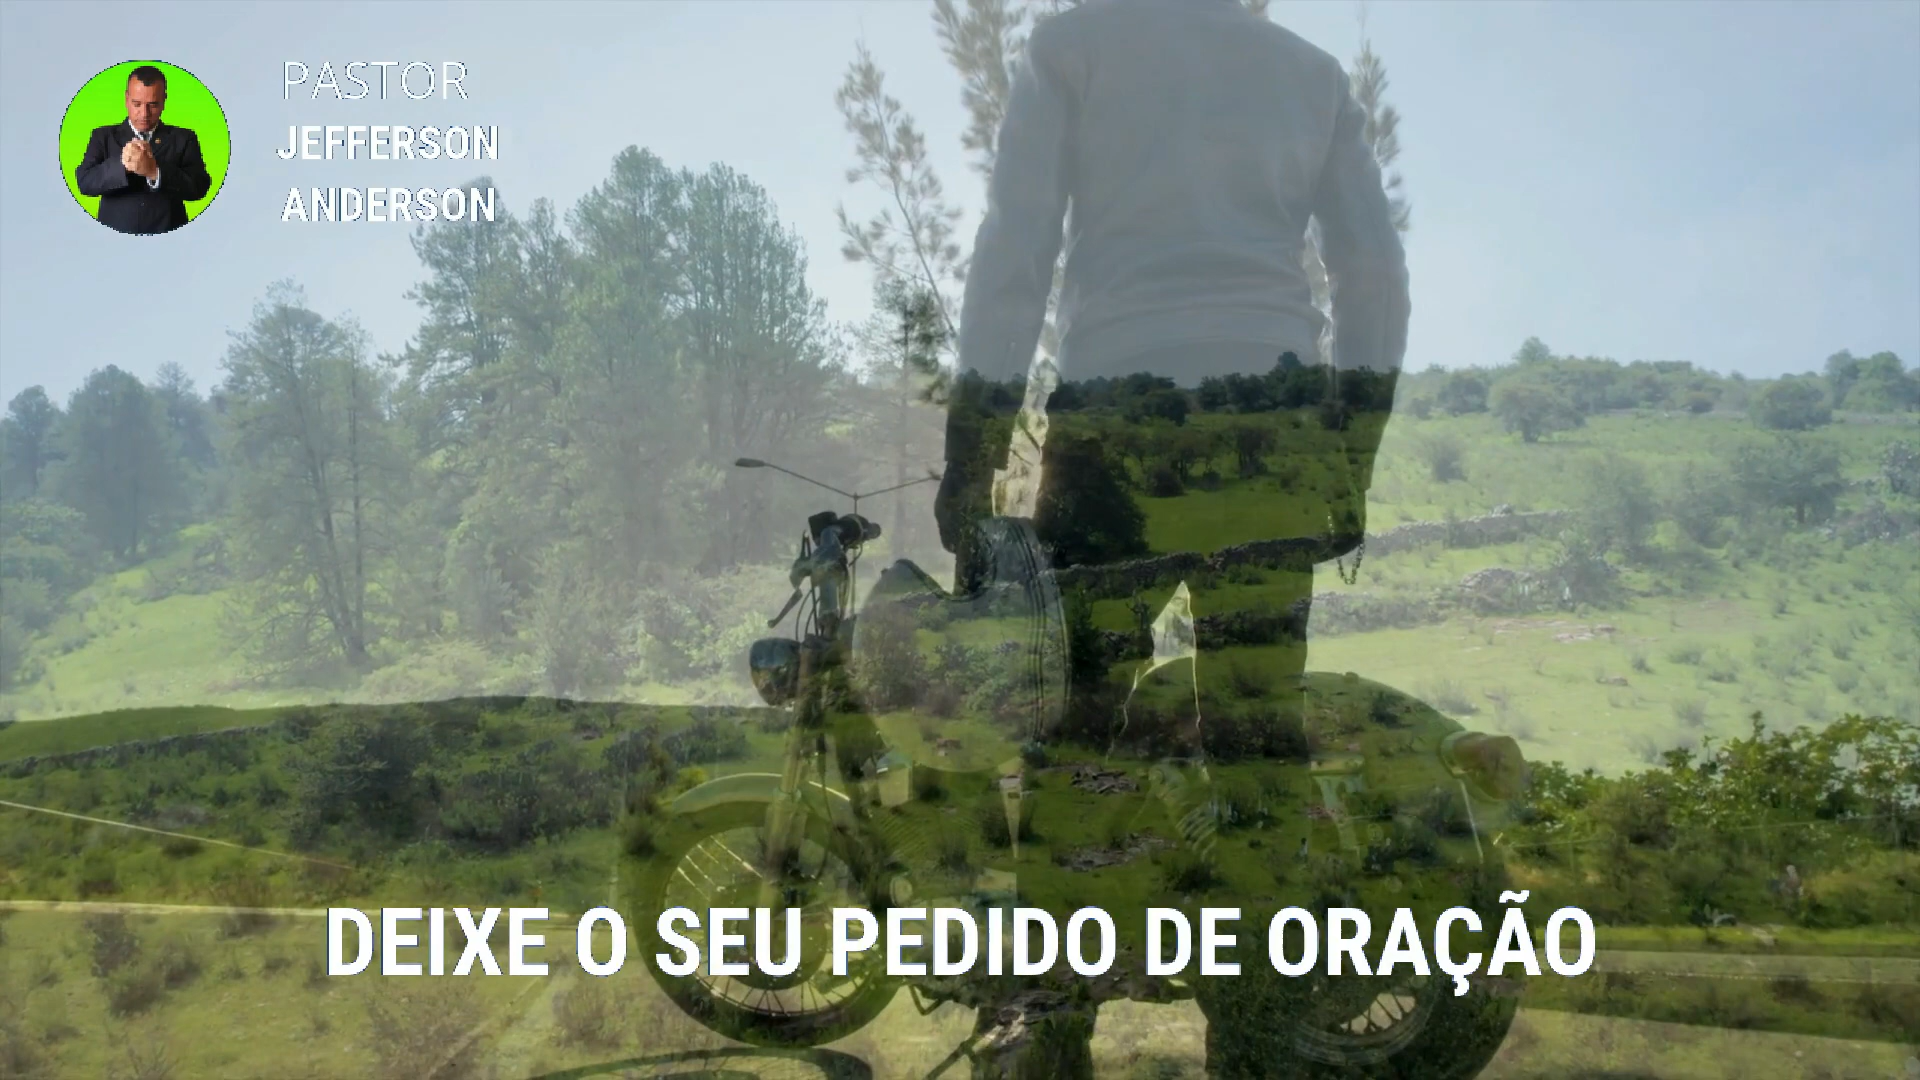 PASTOR
JEFFERSON
ANDERSON
DEIXE O SEU PEDIDO DE ORAÇÃO